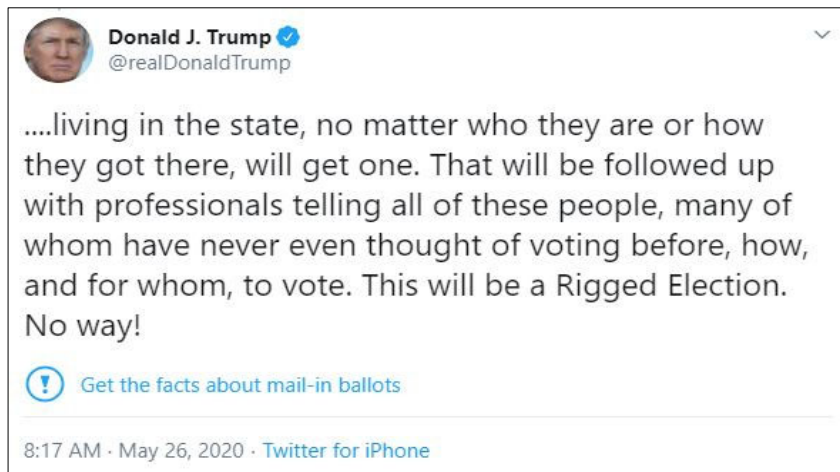 Donald J. Trump
@realDonaldTrump
....living in the state, no matter who they are or how
they got there, will get one. That will be followed up
with professionals telling all of these people, many of
whom have never even thought of voting before, how,
and for whom, to vote. This will be a Rigged Election.
No way!
Get the facts about mail-in ballots
8:17 AM · May 26, 2020 · Twitter for iPhone